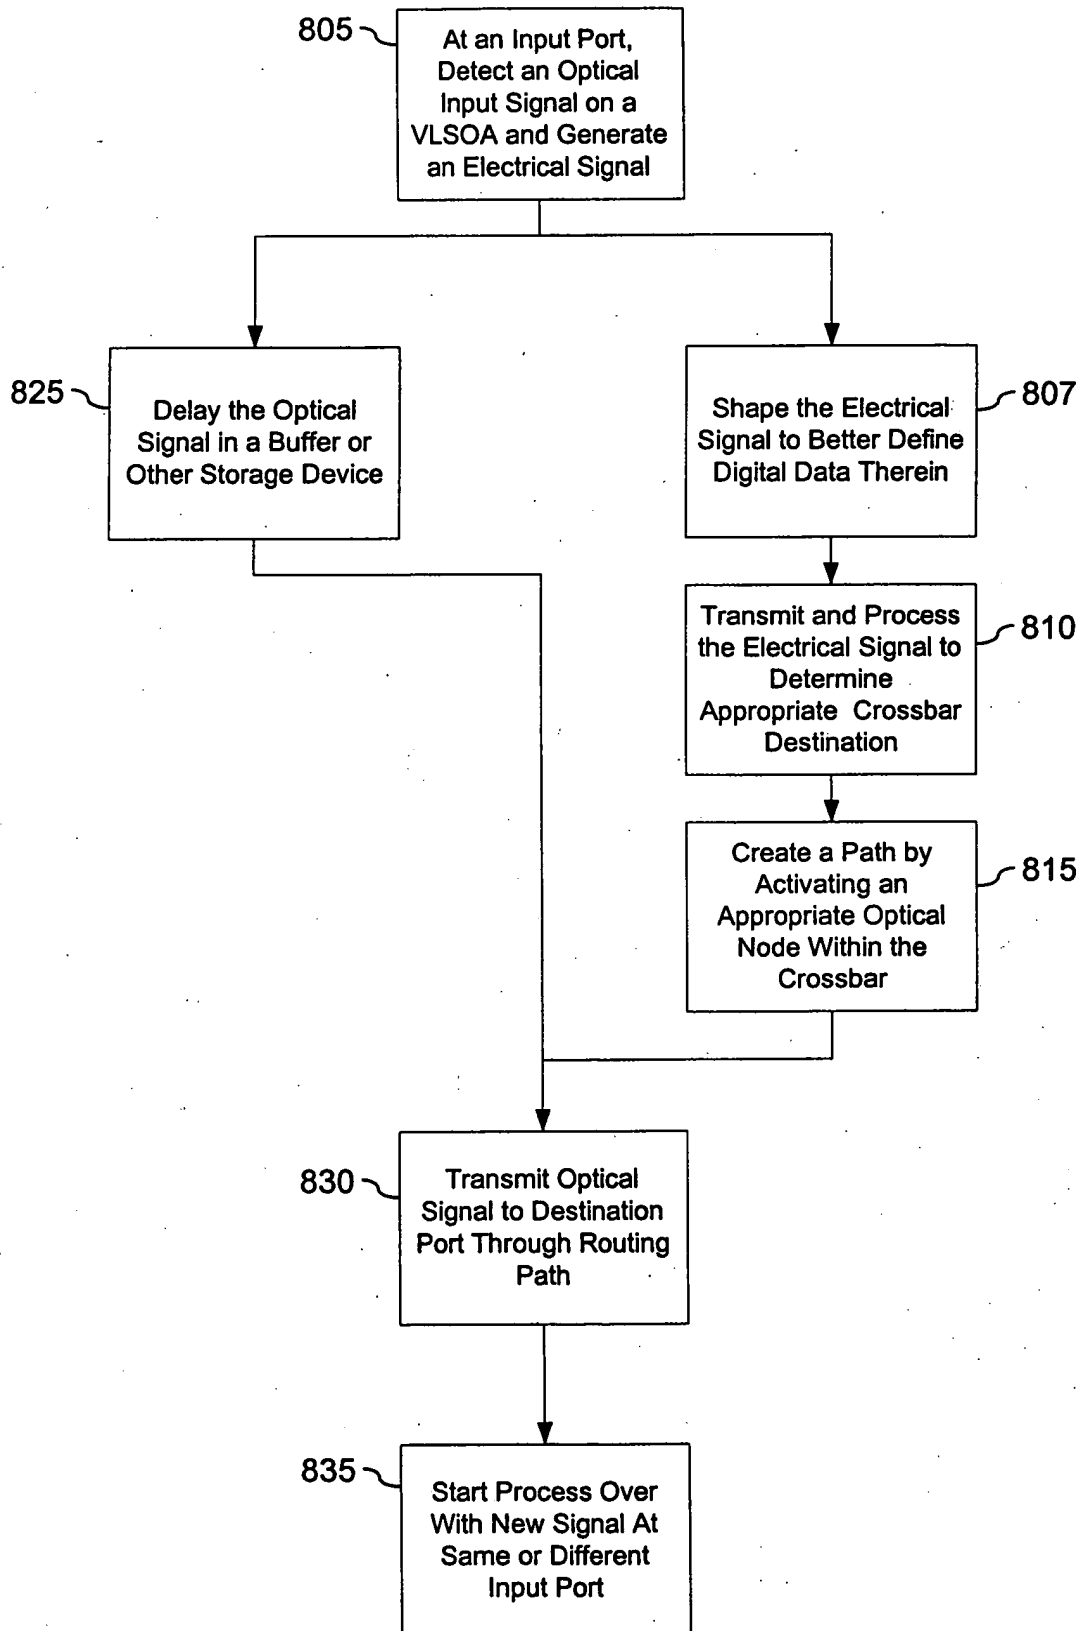 805
At an Input Port,
Detect an Optical
Input Signal on a
VLSOA and Generate
an Electrical Signal
825
Delay the Optical
Signal in a Buffer or
Other Storage Device
807
Shape the Electrical
Signal to Better Define
Digital Data Therein
810
Transmit and Process
the Electrical Signal to
Determine
Appropriate Crossbar
Destination
815
Create a Path by
Activating an
Appropriate Optical
Node Within the
Crossbar
830
Transmit Optical
Signal to Destination
Port Through Routing
Path
835
Start Process Over
With New Signal At
Same or Different
Input Port